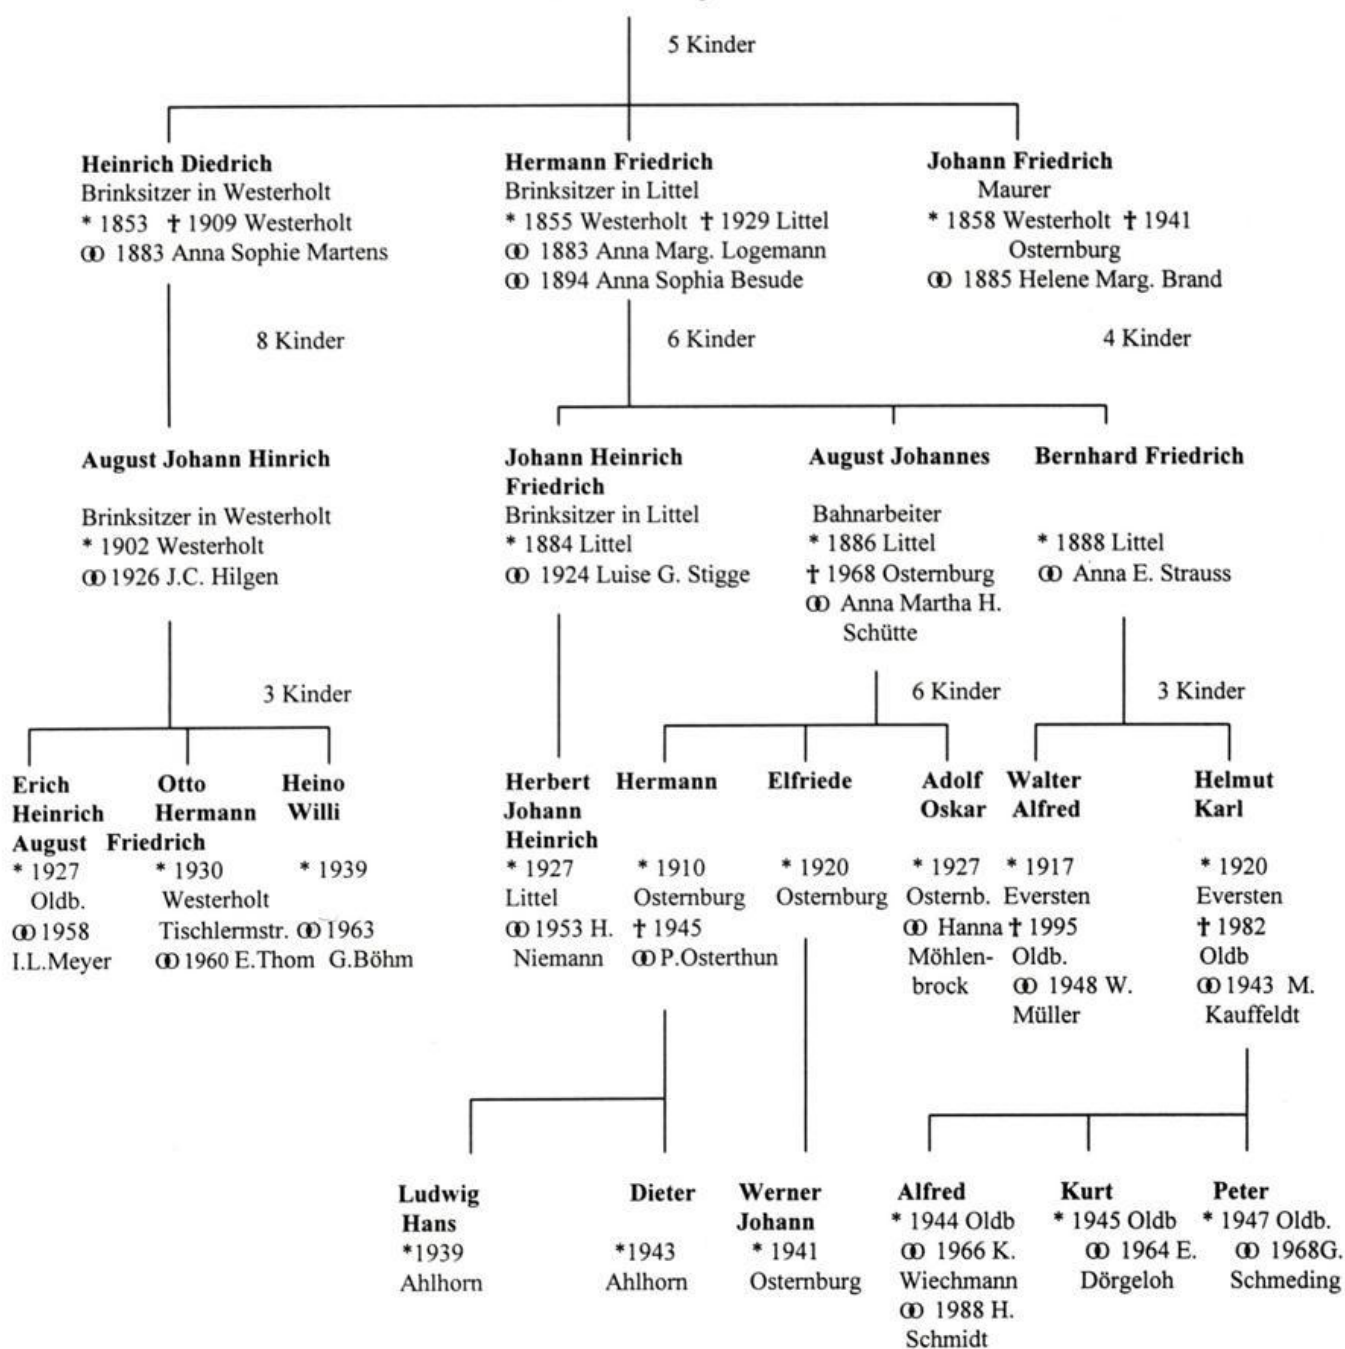 5 Kinder
Heinrich Diedrich
Brinksitzer in Westerholt
* 1853 † 1909 Westerholt
⚭ 1883 Anna Sophie Martens
Hermann Friedrich
Brinksitzer in Littel
* 1855 Westerholt † 1929 Littel
⚭ 1883 Anna Marg. Logemann
⚭ 1894 Anna Sophia Besude
Johann Friedrich
Maurer
* 1858 Westerholt † 1941
Osternburg
⚭ 1885 Helene Marg. Brand
8 Kinder
6 Kinder
4 Kinder
August Johann Hinrich
Brinksitzer in Westerholt
* 1902 Westerholt
⚭ 1926 J.C. Hilgen
Johann Heinrich
Friedrich
Brinksitzer in Littel
* 1884 Littel
⚭ 1924 Luise G. Stigge
August Johannes
Bahnarbeiter
* 1886 Littel
† 1968 Osternburg
⚭ Anna Martha H.
Schütte
Bernhard Friedrich
* 1888 Littel
⚭ Anna E. Strauss
3 Kinder
6 Kinder
3 Kinder
Erich
Heinrich
August
* 1927
Oldb.
⚭ 1958
I.L.Meyer
Otto
Hermann
Friedrich
* 1930
Westerholt
Tischlermstr.
⚭ 1960 E.Thom
Heino
Willi
* 1939
⚭ 1963
G.Böhm
Herbert
Johann
Heinrich
* 1927
Littel
⚭ 1953 H.
Niemann
Hermann
* 1910
Osternburg
† 1945
⚭ P.Osterthun
Elfriede
* 1920
Osternburg
Adolf
Oskar
* 1927
Osternb.
⚭ Hanna
Möhlen-
brock
Walter
Alfred
* 1917
Eversten
† 1995
Oldb.
⚭ 1948 W.
Müller
Helmut
Karl
* 1920
Eversten
† 1982
Oldb
⚭ 1943 M.
Kauffeldt
Ludwig
Hans
*1939
Ahlhorn
Dieter
*1943
Ahlhorn
Werner
Johann
* 1941
Osternburg
Alfred
* 1944 Oldb
⚭ 1966 K.
Wiechmann
⚭ 1988 H.
Schmidt
Kurt
* 1945 Oldb
⚭ 1964 E.
Dörgeloh
Peter
* 1947 Oldb.
⚭ 1968G.
Schmeding